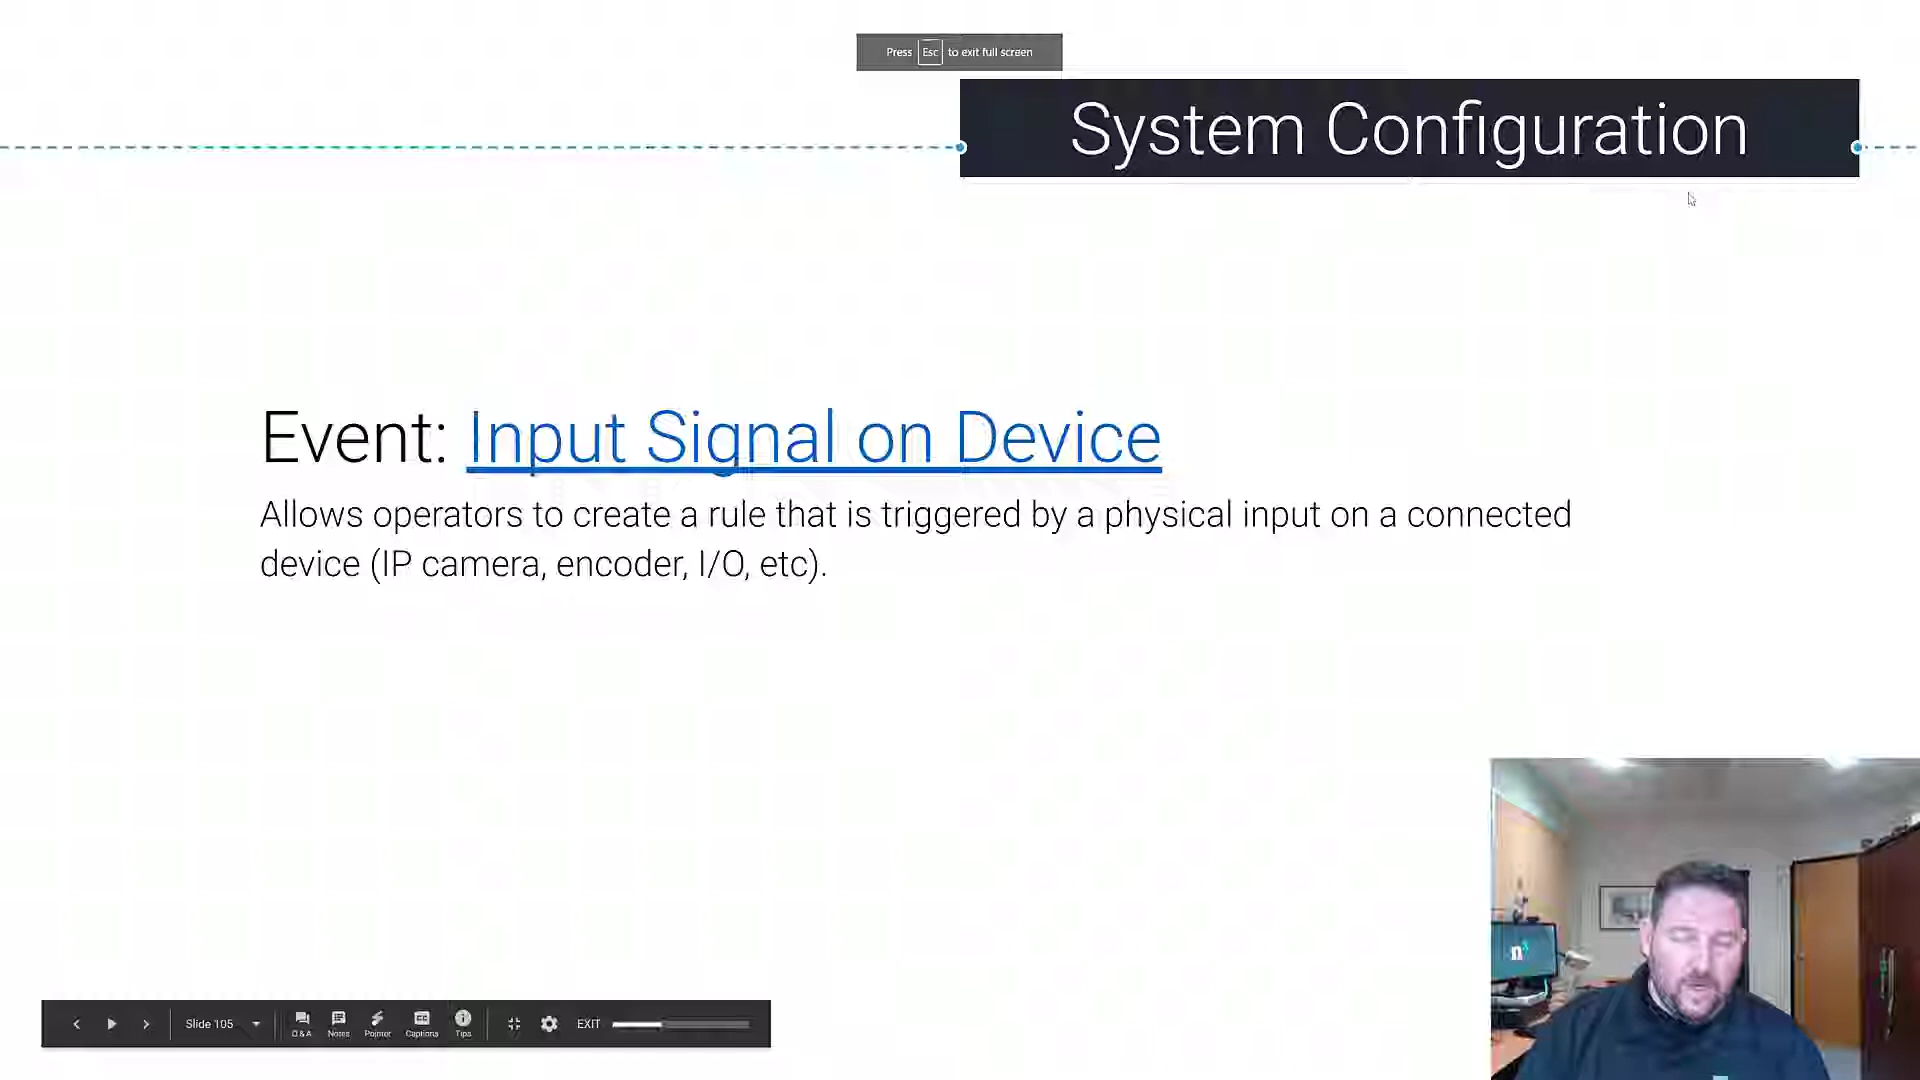 Press Esc to exit full screen
System Configuration
Event: Input Signal on Device
Allows operators to create a rule that is triggered by a physical input on a connected
device (IP camera, encoder, I/O, etc).
n
Slide 105
Q & A
Notes
Pointer
CC
Captions
Tips
EXIT